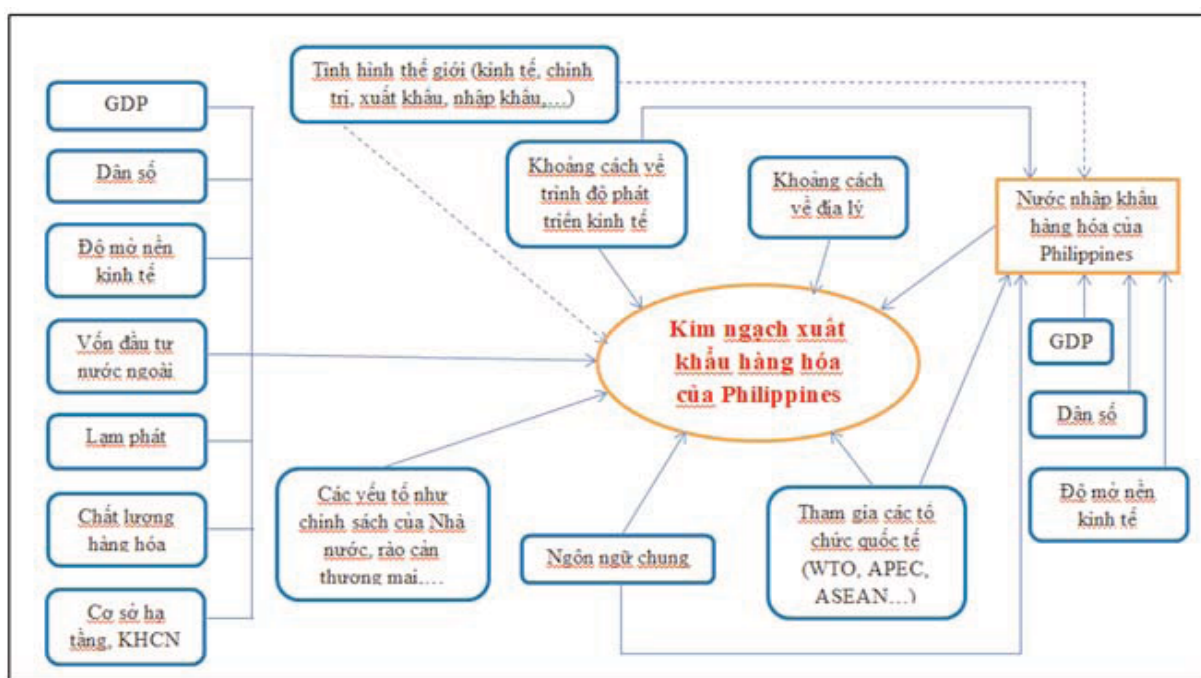 Tình hình thế giới (kinh tế, chính
trị, xuất khẩu, nhập khẩu,…)
GDP
Dân số
Độ mở nền
kinh tế
Vốn đầu tư
nước ngoài
Lạm phát
Chất lượng
hàng hóa
Cơ sở hạ
tầng, KHCN
Khoảng cách về
trình độ phát
triển kinh tế
Khoảng cách
về địa lý
Nước nhập khẩu
hàng hóa của
Philippines
Kim ngạch xuất
khẩu hàng hóa
của Philippines
GDP
Dân số
Độ mở nền
kinh tế
Các yếu tố như
chính sách của Nhà
nước, rào cản
thương mại,…
Ngôn ngữ chung
Tham gia các tổ
chức quốc tế
(WTO, APEC,
ASEAN…)